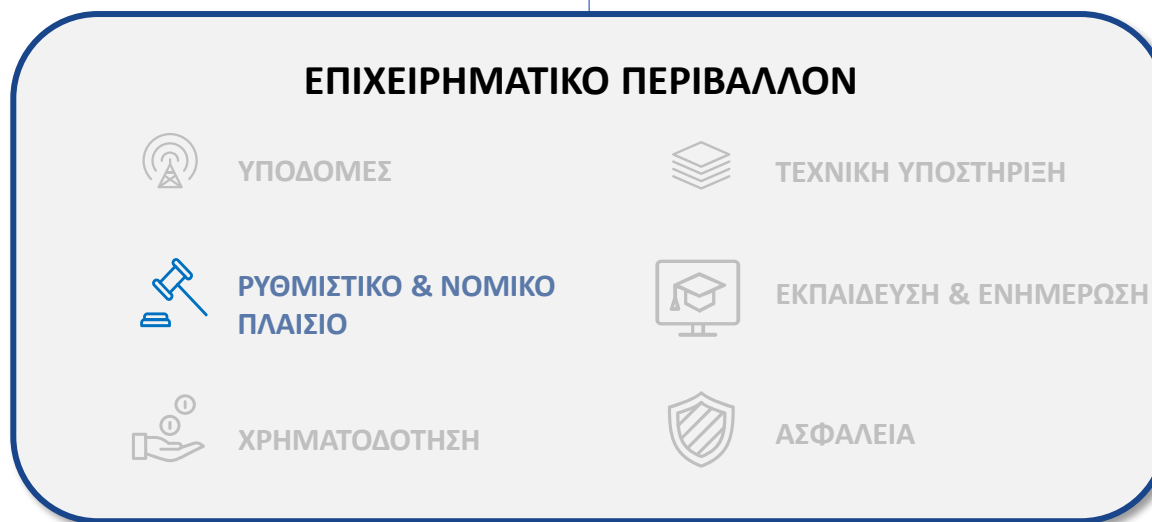 ΕΠΙΧΕΙΡΗΜΑΤΙΚΟ ΠΕΡΙΒΑΛΛΟΝ
ΥΠΟΔΟΜΕΣ
ΤΕΧΝΙΚΗ ΥΠΟΣΤΗΡΙΞΗ
ΡΥΘΜΙΣΤΙΚΟ & ΝΟΜΙΚΟ
ΠΛΑΙΣΙΟ
ΕΚΠΑΙΔΕΥΣΗ & ΕΝΗΜΕΡΩΣΗ
ΧΡΗΜΑΤΟΔΟΤΗΣΗ
ΑΣΦΑΛΕΙΑ